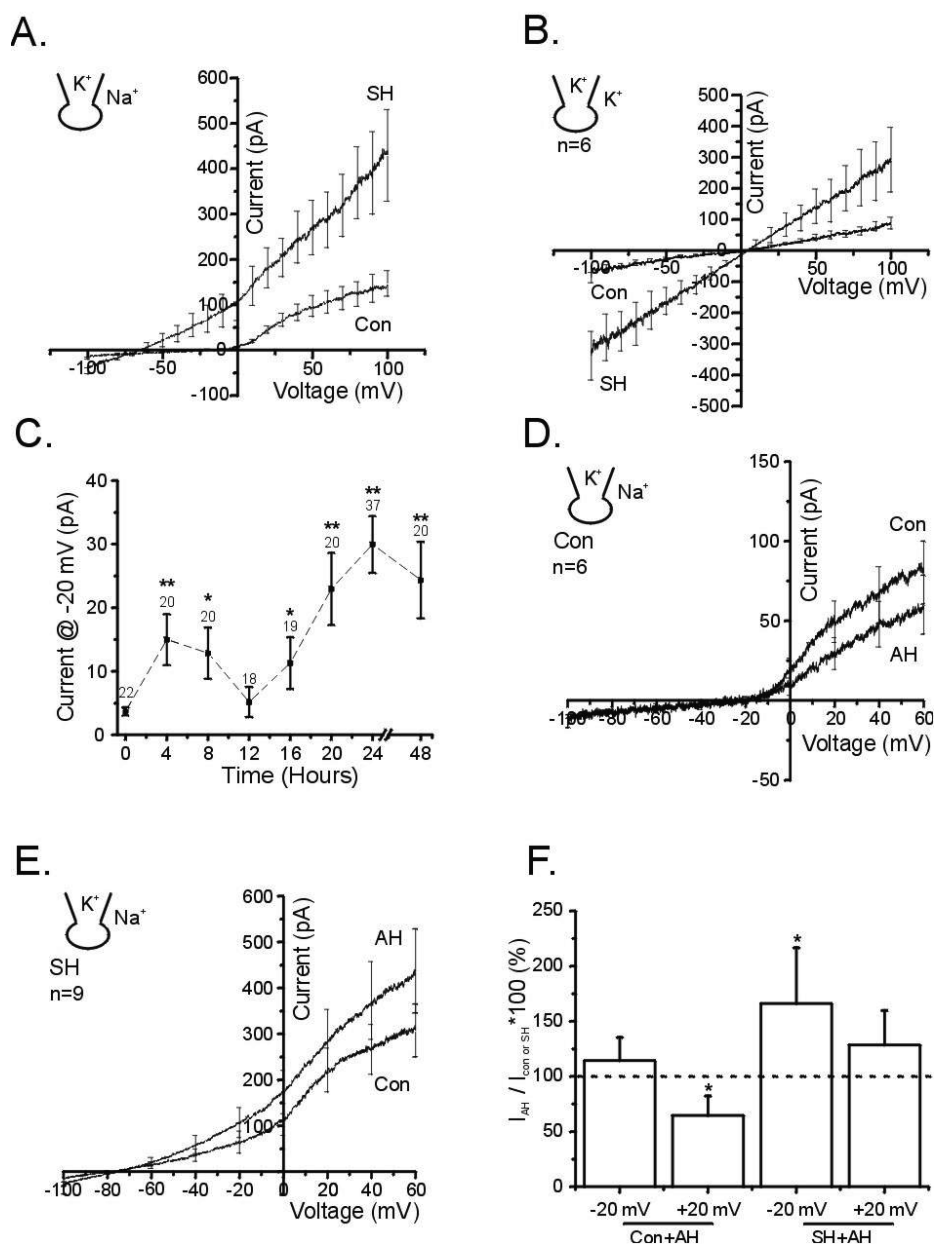 A.
K+
Na+
600
500
400
300
200
100
0
-100
-100
-50
0
50
100
Current (pA)
Voltage (mV)
SH
Con
B.
K+
K+
n=6
500
400
300
200
100
0
-100
-200
-300
-400
-500
-100
-50
50
100
Current (pA)
Voltage (mV)
Con
SH
C.
Current @ -20 mV (pA)
40
30
20
10
0
22
**
20
*
20
18
*
19
**
20
**
37
**
20
0
4
8
12
16
20
24
48
Time (Hours)
D.
K+
Na+
Con
n=6
150
100
50
0
-50
-100
-80
-60
-40
-20
0
20
40
60
Current (pA)
Voltage (mV)
Con
AH
E.
K+
Na+
SH
n=9
600
500
400
300
200
100
-100
-80
-60
-40
-20
0
20
40
60
Current (pA)
Voltage (mV)
AH
Con
F.
I AH / I con or SH *100 (%)
250
200
150
100
50
0
*
*
-20 mV
+20 mV
-20 mV
+20 mV
Con+AH
SH+AH